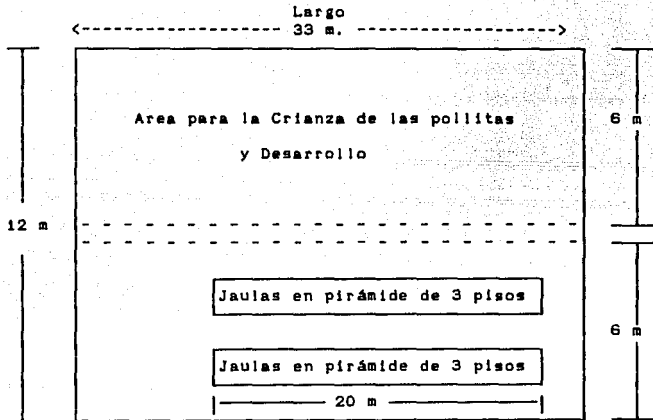 Largo
33 m.
Area para la Crianza de las pollitas
y Desarrollo
6 m
12 m
Jaulas en pirámide de 3 pisos
6 m
Jaulas en pirámide de 3 pisos
20 m